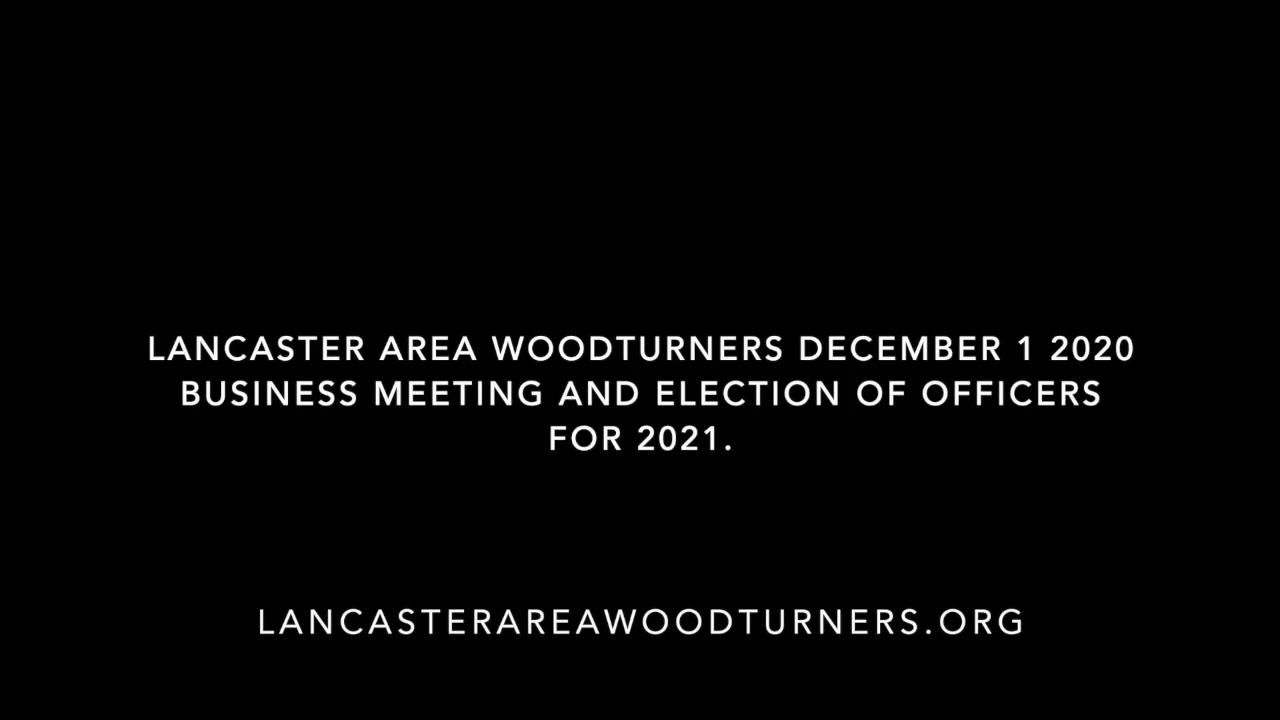 LANCASTER AREA WOODTURNERS DECEMBER 1 2020
BUSINESS MEETING AND ELECTION OF OFFICERS
FOR 2021.
LANCASTERAREAWOODTURNERS.ORG